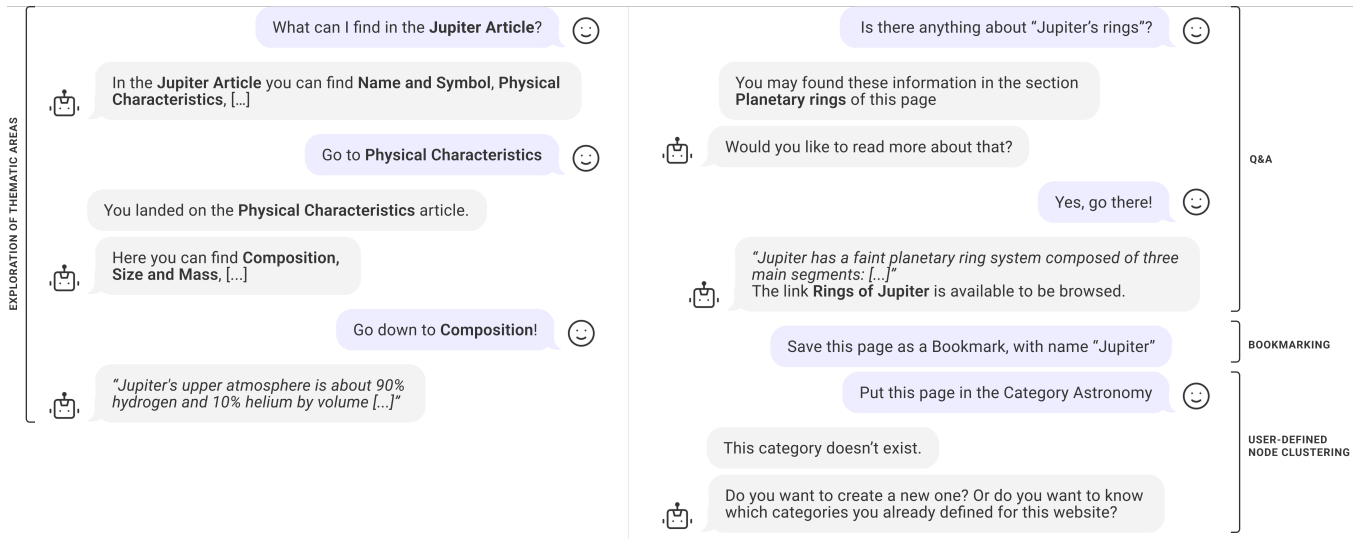 EXPLORATION OF THEMATIC AREAS
What can I find in the Jupiter Article?
In the Jupiter Article you can find Name and Symbol, Physical
Characteristics, [...]
Go to Physical Characteristics
You landed on the Physical Characteristics article.
Here you can find Composition,
Size and Mass, [...]
Go down to Composition!
“Jupiter's upper atmosphere is about 90%
hydrogen and 10% helium by volume [...]”
Is there anything about “Jupiter’s rings”?
You may found these information in the section
Planetary rings of this page
Would you like to read more about that?
Yes, go there!
“Jupiter has a faint planetary ring system composed of three
main segments: [...]”
The link Rings of Jupiter is available to be browsed.
Q&A
Save this page as a Bookmark, with name “Jupiter”
BOOKMARKING
Put this page in the Category Astronomy
This category doesn’t exist.
Do you want to create a new one? Or do you want to know
which categories you already defined for this website?
USER-DEFINED
NODE CLUSTERING